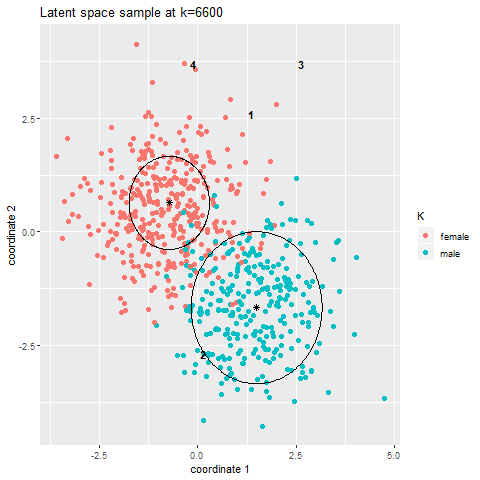 Latent space sample at k=6600
4
3
1
2
2.5
0.0
-2.5
-2.5
0.0
2.5
5.0
coordinate 1
coordinate 2
K
female
male